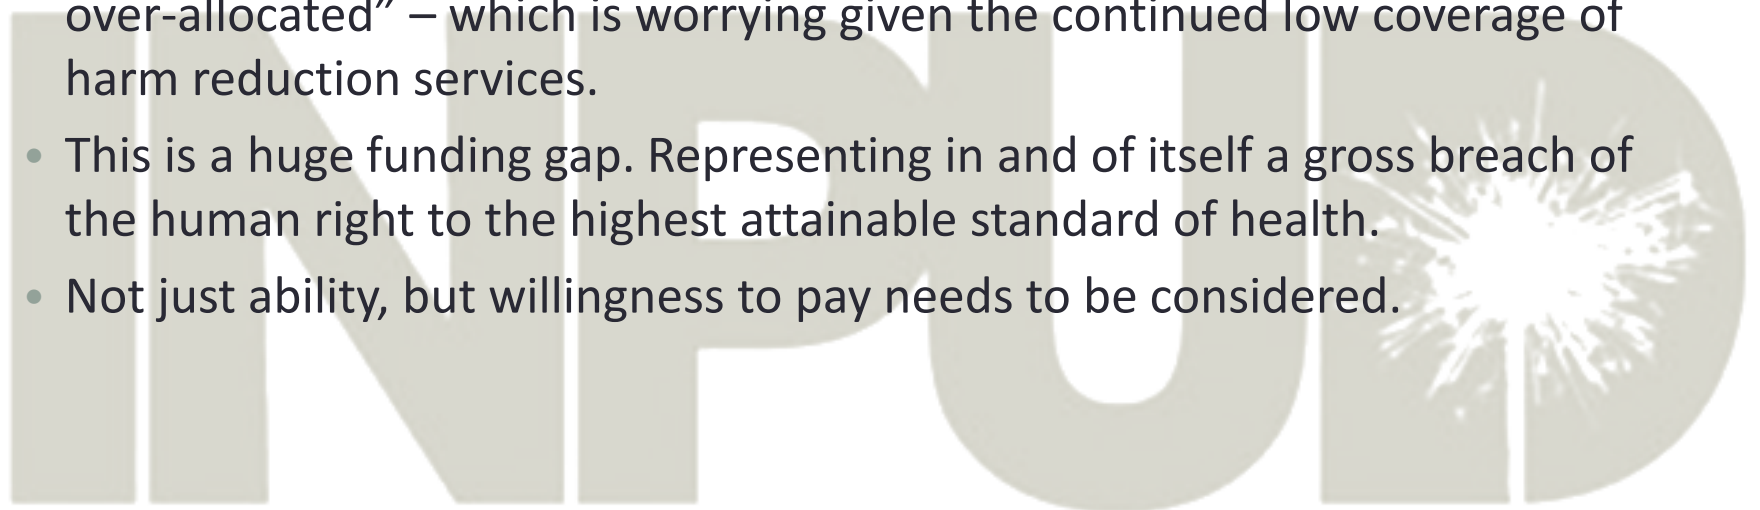 over-allocated” – which is worrying given the continued low coverage of
harm reduction services.
• This is a huge funding gap. Representing in and of itself a gross breach of
the human right to the highest attainable standard of health.
• Not just ability, but willingness to pay needs to be considered.
INPUD